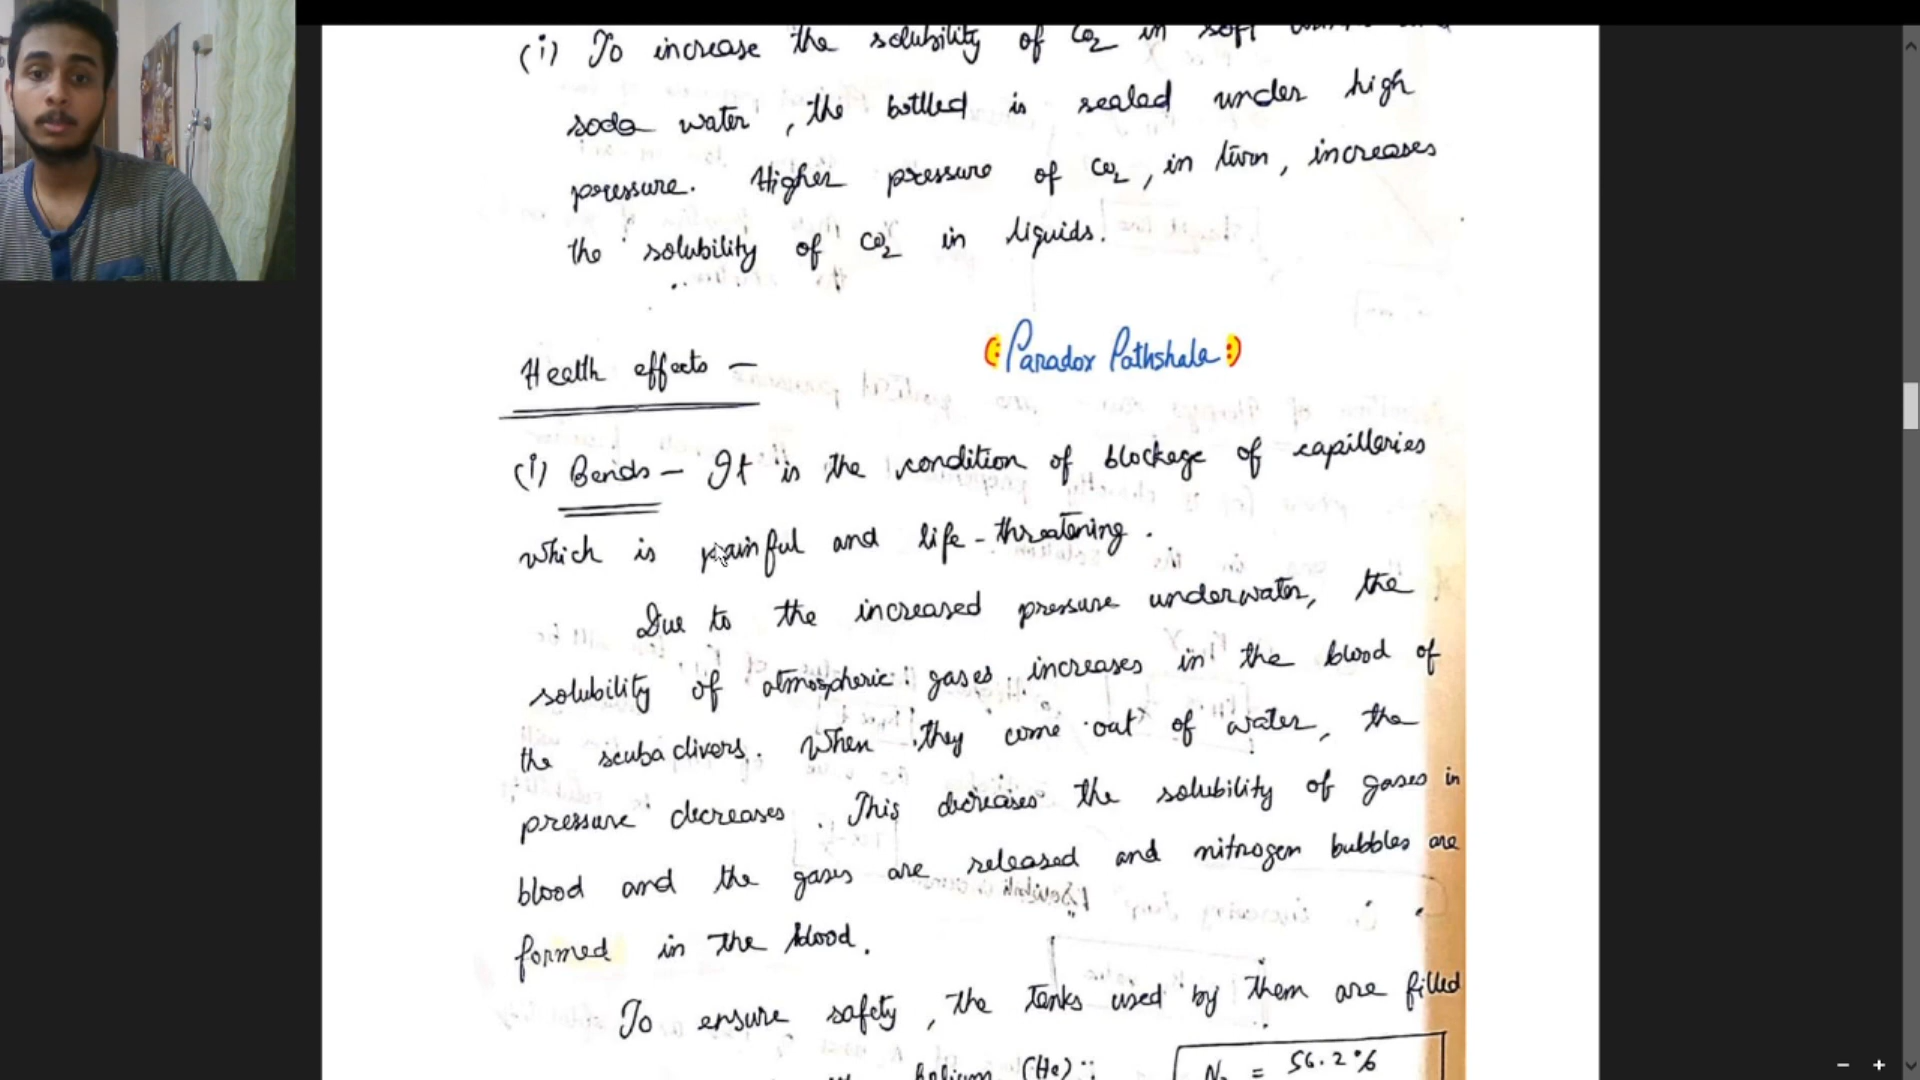 (i) To increase the solubility of CO2 in soft
soda water, the bottled is sealed under high
pressure. Higher pressure of CO2, in turn, increases
the solubility of CO2 in liquids.
(: Paradox Pathshala :)
Health effects –
(i) Bends – It is the condition of blockage of capilleries
which is painful and life-threatening.
Due to the increased pressure underwater, the
solubility of atmospheric gases increases in the blood of
the scuba divers. When they come out of water, the
pressure decreases. This decreases the solubility of gases in
blood and the gases are released and nitrogen bubbles are
formed in the blood.
To ensure safety, the tanks used by them are filled
helium (He)
N2 = 56.2%